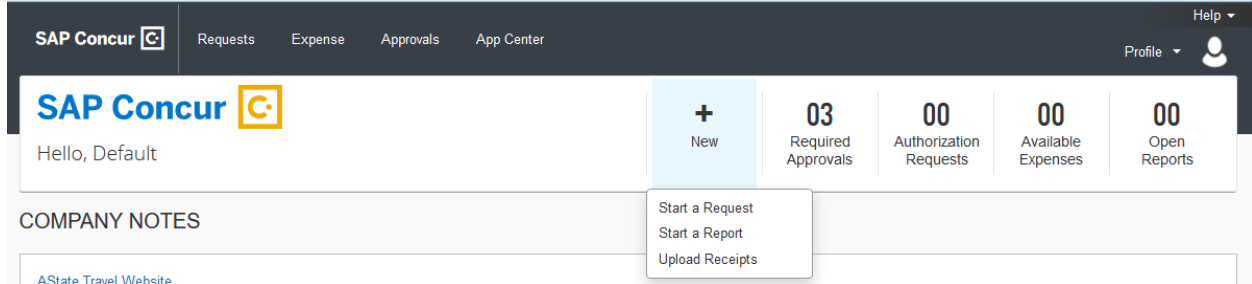 Help
SAP Concur C
Requests
Expense
Approvals
App Center
Profile
SAP Concur C
Hello, Default
+
New
03
Required
Approvals
00
Authorization
Requests
00
Available
Expenses
00
Open
Reports
Start a Request
Start a Report
Upload Receipts
COMPANY NOTES
AState Travel Website